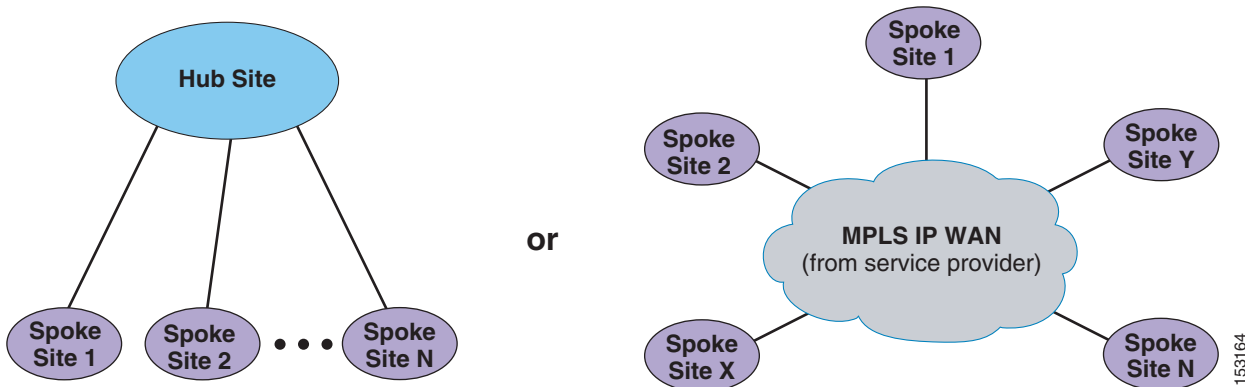 Hub Site
Spoke
Site 1
Spoke
Site 2
Spoke
Site N
or
Spoke
Site 1
Spoke
Site 2
Spoke
Site Y
MPLS IP WAN
(from service provider)
Spoke
Site X
Spoke
Site N
153164